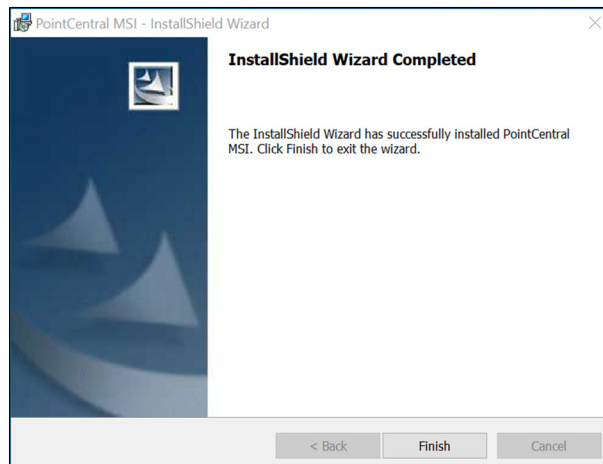 PointCentral MSI - InstallShield Wizard
InstallShield Wizard Completed
The InstallShield Wizard has successfully installed PointCentral
MSI. Click Finish to exit the wizard.
< Back Finish Cancel